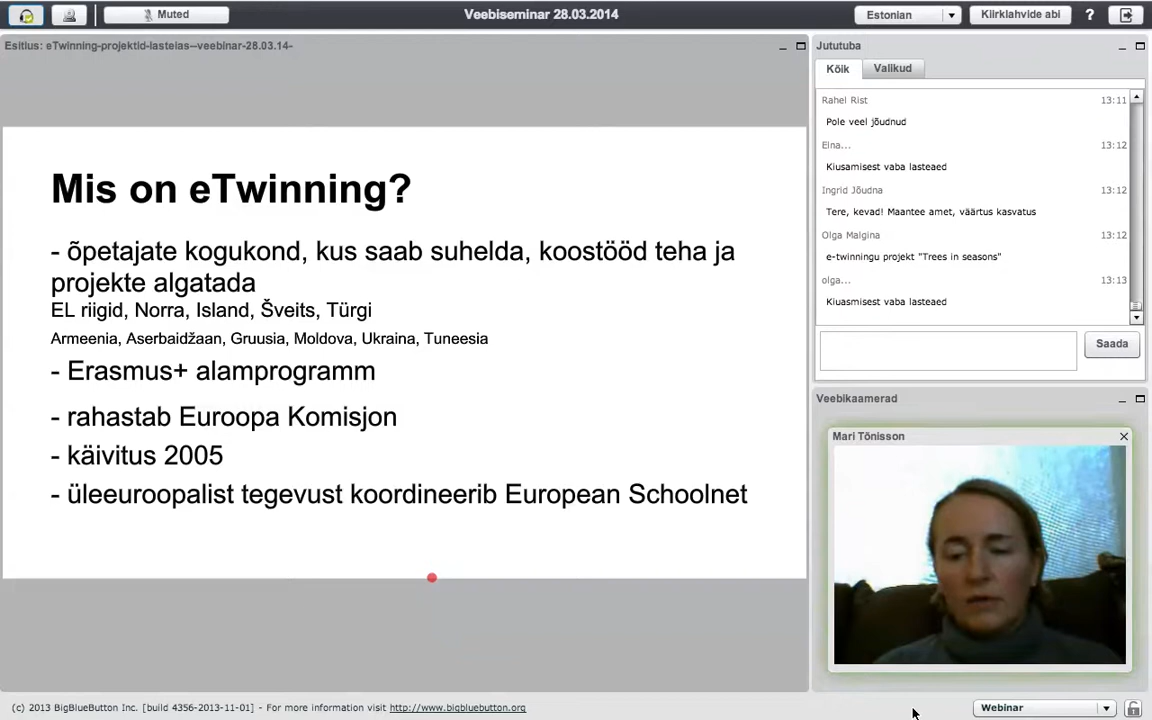 Muted
Veebiseminar 28.03.2014
Estonian
Kiirklahvide abi
?
Esitlus: eTwinning-projektid-lasteias--veebinar-28.03.14-
Mis on eTwinning?
- õpetajate kogukond, kus saab suhelda, koostööd teha ja
projekte algatada
EL riigid, Norra, Island, Šveits, Türgi
Armeenia, Aserbaidžaan, Gruusia, Moldova, Ukraina, Tuneesia
- Erasmus+ alamprogramm
- rahastab Euroopa Komisjon
- käivitus 2005
- üleeuroopalist tegevust koordineerib European Schoolnet
Jututuba
Kõik
Valikud
Rahel Rist 13:11
Pole veel jõudnud
Elna... 13:12
Kiusamisest vaba lasteaed
Ingrid Jõudna 13:12
Tere, kevad! Maantee amet, väärtus kasvatus
Olga Malgina 13:12
e-twinningu projekt "Trees in seasons"
olga... 13:13
Kiuasmisest vaba lasteaed
Saada
Veebikaamerad
Mari Tõnisson
(c) 2013 BigBlueButton Inc. [build 4356-2013-11-01] - For more information visit http://www.bigbluebutton.org
Webinar